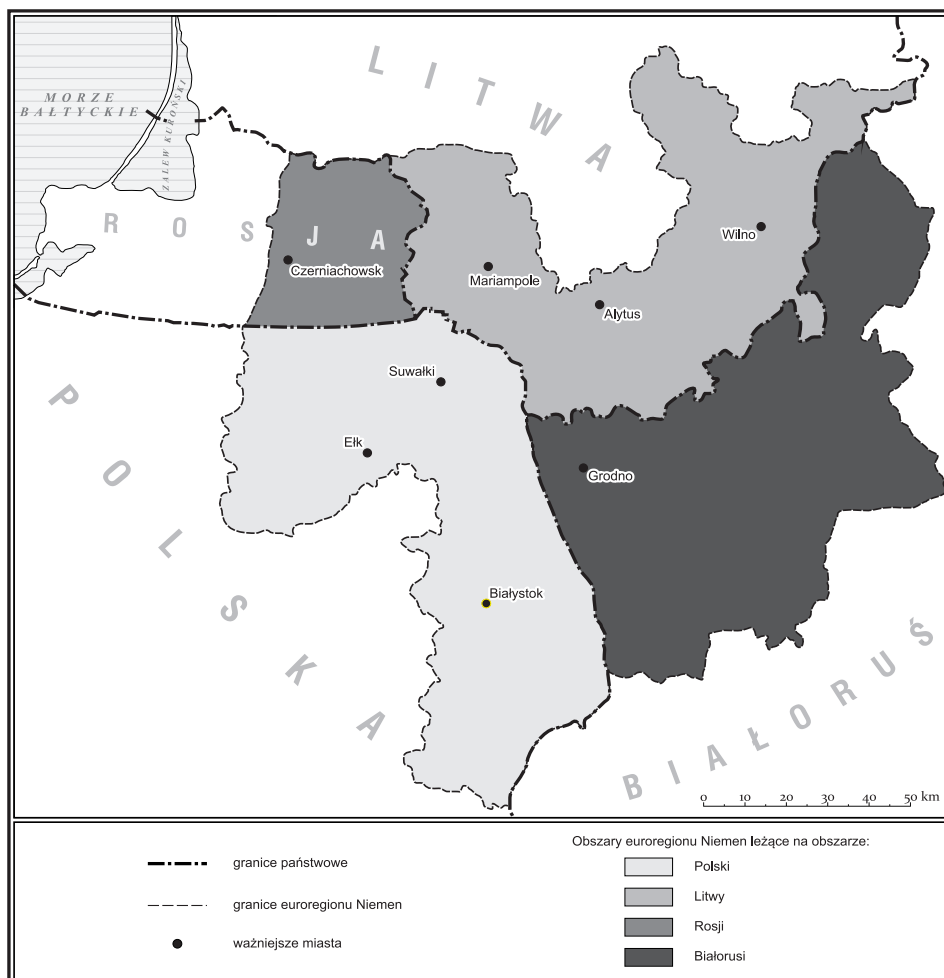 LITWA
MORZE
BAŁTYCKIE
ZALEW KUROŃSKI
ROSJA
Wilno
Czerniachowsk
Mariampole
Alytus
Suwałki
Ełk
Grodno
Białystok
POLSKA
BIAŁORUŚ
0 10 20 30 40 50 km
Obszary euroregionu Niemen leżące na obszarze:
granice państwowe
Polski
granice euroregionu Niemen
Litwy
ważniejsze miasta
Rosji
Białorusi